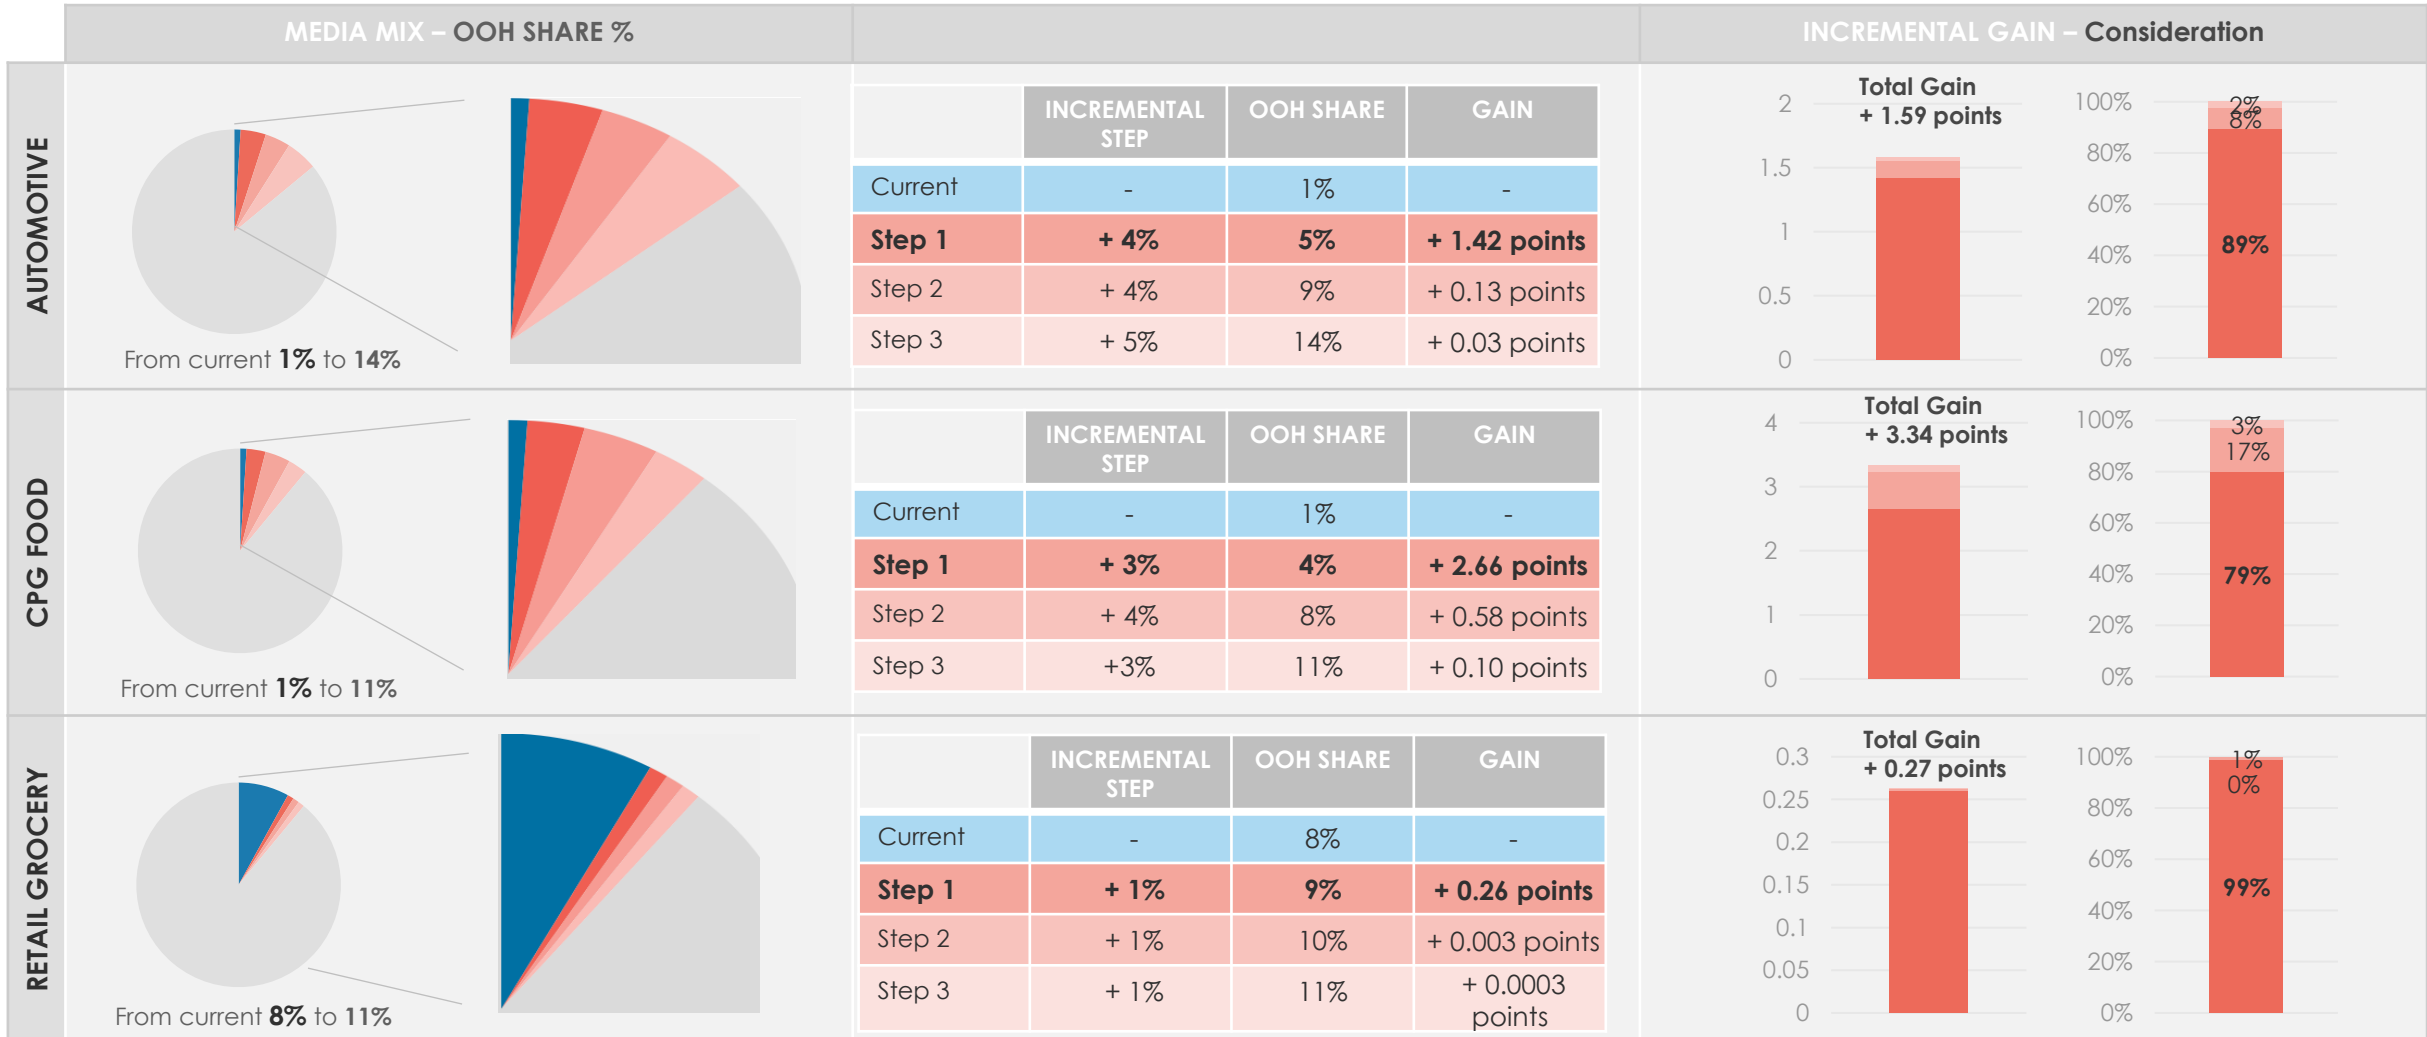 MEDIA MIX – OOH SHARE %
INCREMENTAL GAIN – Consideration
AUTOMOTIVE
From current 1% to 14%
INCREMENTAL
STEP
OOH SHARE
GAIN
Current
-
1%
-
Step 1
+ 4%
5%
+ 1.42 points
Step 2
+ 4%
9%
+ 0.13 points
Step 3
+ 5%
14%
+ 0.03 points
Total Gain
+ 1.59 points
2
1.5
1
0.5
0
100%
80%
60%
40%
20%
0%
2%
8%
89%
CPG FOOD
From current 1% to 11%
INCREMENTAL
STEP
OOH SHARE
GAIN
Current
-
1%
-
Step 1
+ 3%
4%
+ 2.66 points
Step 2
+ 4%
8%
+ 0.58 points
Step 3
+3%
11%
+ 0.10 points
Total Gain
+ 3.34 points
4
3
2
1
0
100%
80%
60%
40%
20%
0%
3%
17%
79%
RETAIL GROCERY
From current 8% to 11%
INCREMENTAL
STEP
OOH SHARE
GAIN
Current
-
8%
-
Step 1
+ 1%
9%
+ 0.26 points
Step 2
+ 1%
10%
+ 0.003 points
Step 3
+ 1%
11%
+ 0.0003
points
Total Gain
+ 0.27 points
0.3
0.25
0.2
0.15
0.1
0.05
0
100%
80%
60%
40%
20%
0%
1%
0%
99%